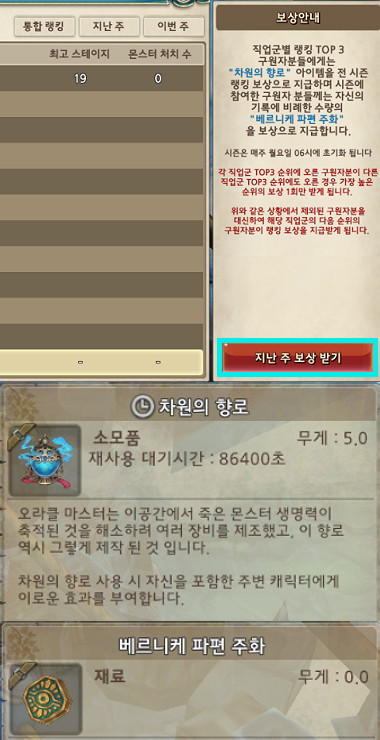 통합 랭킹
지난 주
이번 주
최고 스테이지
몬스터 처치 수
19
0
-
-
보상안내
직업군별 랭킹 TOP 3
구원자분들에게는
"차원의 향로" 아이템을 전 시즌
랭킹 보상으로 지급하며 시즌에
참여한 구원자 분들께는 자신의
기록에 비례한 수량의
"베르니케 파편 주화"
을 보상으로 지급합니다.
시즌은 매주 월요일 06시에 초기화 됩니다
각 직업군 TOP3 순위에 오른 구원자분이 다른
직업군 TOP3 순위에도 오른 경우 가장 높은
순위의 보상 1회만 받게 됩니다.
위와 같은 상황에서 제외된 구원자분을
대신하여 해당 직업군의 다음 순위의
구원자분이 랭킹 보상을 지급받게 됩니다.
지난 주 보상 받기
차원의 향로
소모품
무게 : 5.0
재사용 대기시간 : 86400초
오라클 마스터는 이공간에서 죽은 몬스터 생명력이
축적된 것을 해소하려 여러 장비를 제조했고, 이 향로
역시 그렇게 제작 된 것 입니다.
차원의 향로 사용 시 자신을 포함한 주변 캐릭터에게
이로운 효과를 부여합니다.
베르니케 파편 주화
재료
무게 : 0.0